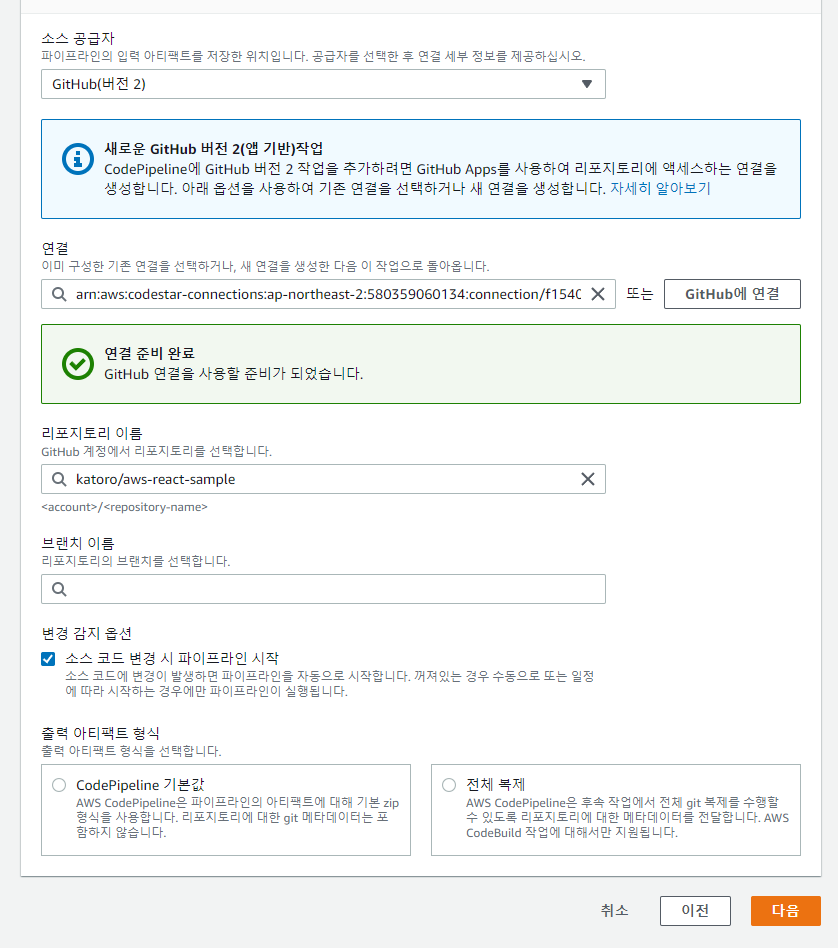 소스 공급자
파이프라인의 입력 아티팩트를 저장한 위치입니다. 공급자를 선택한 후 연결 세부 정보를 제공하십시오.
GitHub(버전 2)
새로운 GitHub 버전 2(앱 기반)작업
CodePipeline에 GitHub 버전 2 작업을 추가하려면 GitHub Apps를 사용하여 리포지토리에 액세스하는 연결을
생성합니다. 아래 옵션을 사용하여 기존 연결을 선택하거나 새 연결을 생성합니다. 자세히 알아보기
연결
이미 구성한 기존 연결을 선택하거나, 새 연결을 생성한 다음 이 작업으로 돌아옵니다.
arn:aws:codestar-connections:ap-northeast-2:580359060134:connection/f1540 또는 GitHub에 연결
연결 준비 완료
GitHub 연결을 사용할 준비가 되었습니다.
리포지토리 이름
GitHub 계정에서 리포지토리를 선택합니다.
katoro/aws-react-sample
<account>/<repository-name>
브랜치 이름
리포지토리의 브랜치를 선택합니다.
변경 감지 옵션
소스 코드 변경 시 파이프라인 시작
소스 코드에 변경이 발생하면 파이프라인을 자동으로 시작합니다. 꺼져있는 경우 수동으로 또는 일정
에 따라 시작하는 경우에만 파이프라인이 실행됩니다.
출력 아티팩트 형식
출력 아티팩트 형식을 선택합니다.
CodePipeline 기본값
AWS CodePipeline은 파이프라인의 아티팩트에 대해 기본 zip
형식을 사용합니다. 리포지토리에 대한 git 메타데이터는 포
함하지 않습니다.
전체 복제
AWS CodePipeline은 후속 작업에서 전체 git 복제를 수행할
수 있도록 리포지토리에 대한 메타데이터를 전달합니다. AWS
CodeBuild 작업에 대해서만 지원됩니다.
취소 이전 다음